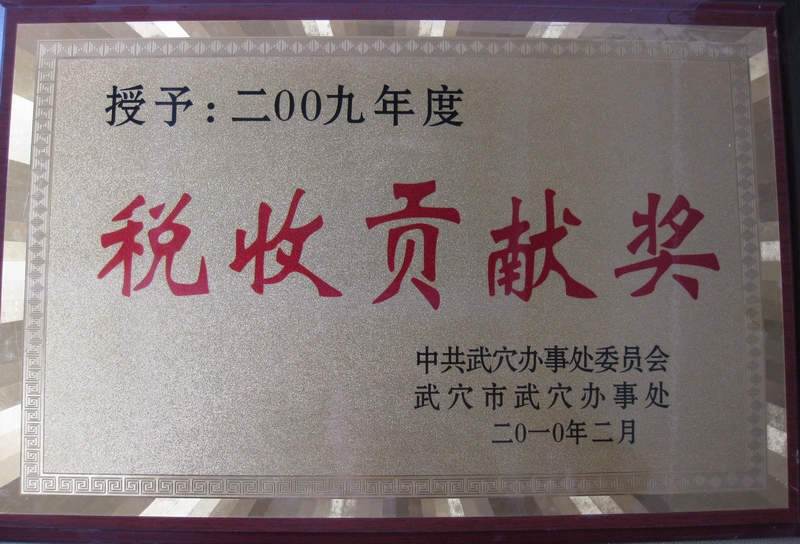 授予:二00九年度
税收贡献奖
中共武穴办事处委员会
武穴市武穴办事处
二0一0年二月